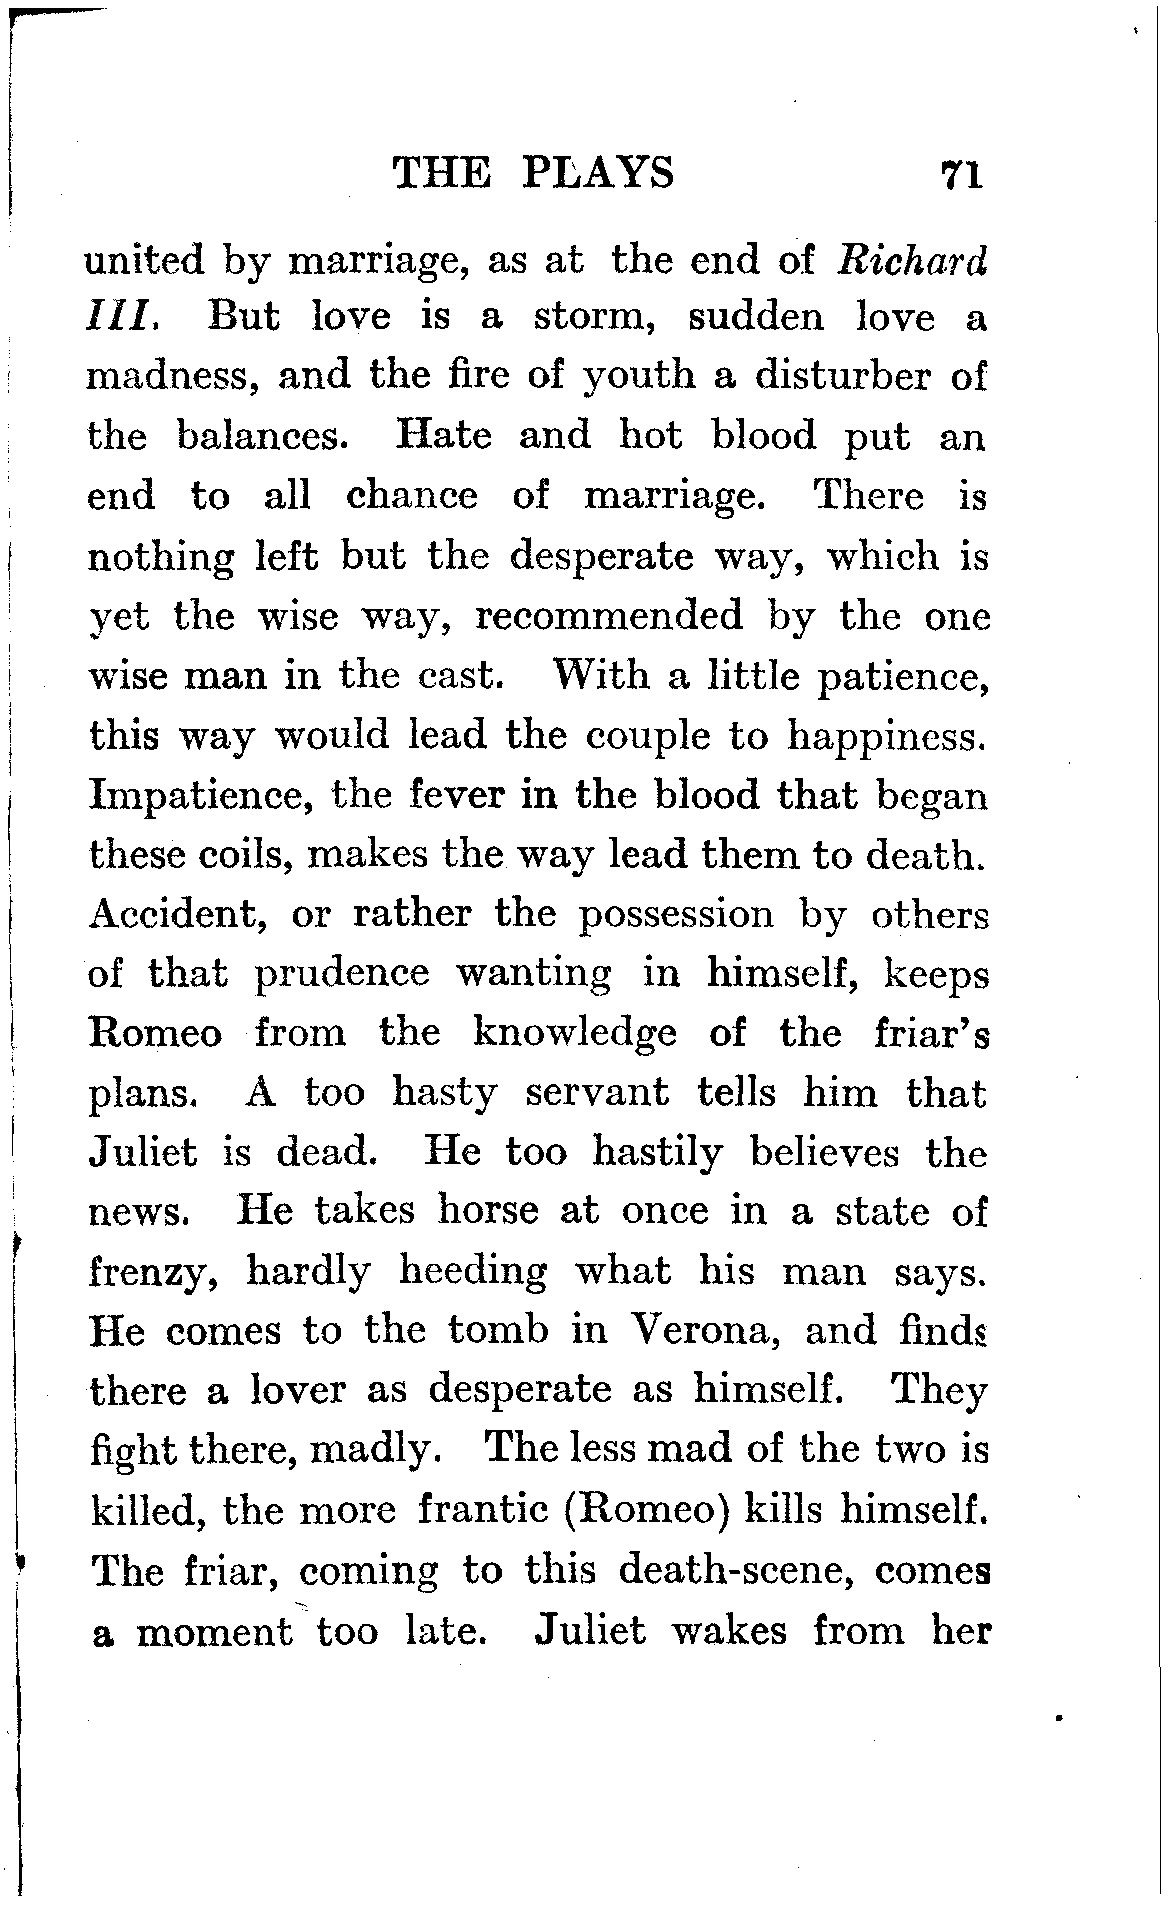 THE PLAYS 71
united by marriage, as at the end of Richard
III. But love is a storm, sudden love a
madness, and the fire of youth a disturber of
the balances. Hate and hot blood put an
end to all chance of marriage. There is
nothing left but the desperate way, which is
yet the wise way, recommended by the one
wise man in the cast. With a little patience,
this way would lead the couple to happiness.
Impatience, the fever in the blood that began
these coils, makes the way lead them to death.
Accident, or rather the possession by others
of that prudence wanting in himself, keeps
Romeo from the knowledge of the friar's
plans. A too hasty servant tells him that
Juliet is dead. He too hastily believes the
news. He takes horse at once in a state of
frenzy, hardly heeding what his man says.
He comes to the tomb in Verona, and finds
there a lover as desperate as himself. They
fight there, madly. The less mad of the two is
killed, the more frantic (Romeo) kills himself.
The friar, coming to this death-scene, comes
a moment too late. Juliet wakes from her